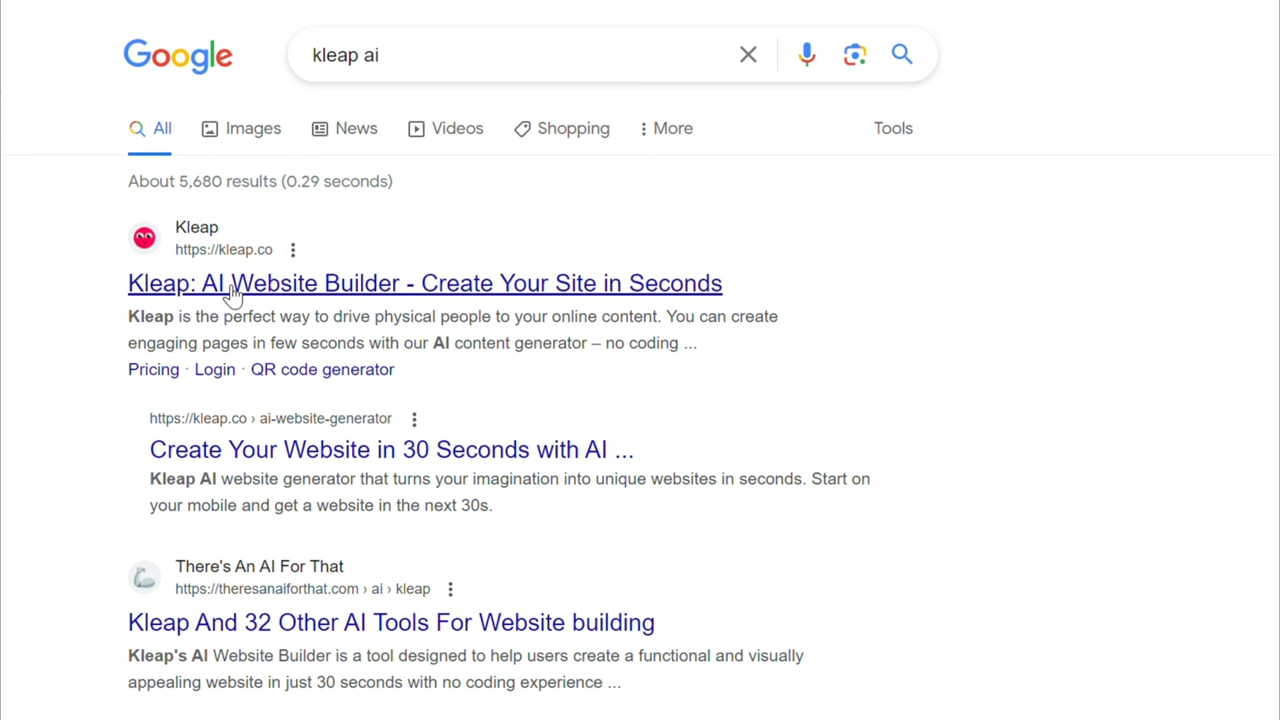 Google
kleap ai
All Images News Videos Shopping More Tools
About 5,680 results (0.29 seconds)
Kleap
https://kleap.co
Kleap: AI Website Builder - Create Your Site in Seconds
Kleap is the perfect way to drive physical people to your online content. You can create
engaging pages in few seconds with our AI content generator – no coding ...
Pricing · Login · QR code generator
https://kleap.co › ai-website-generator
Create Your Website in 30 Seconds with AI ...
Kleap AI website generator that turns your imagination into unique websites in seconds. Start on
your mobile and get a website in the next 30s.
There's An AI For That
https://theresanaiforthat.com › ai › kleap
Kleap And 32 Other AI Tools For Website building
Kleap's AI Website Builder is a tool designed to help users create a functional and visually
appealing website in just 30 seconds with no coding experience ...